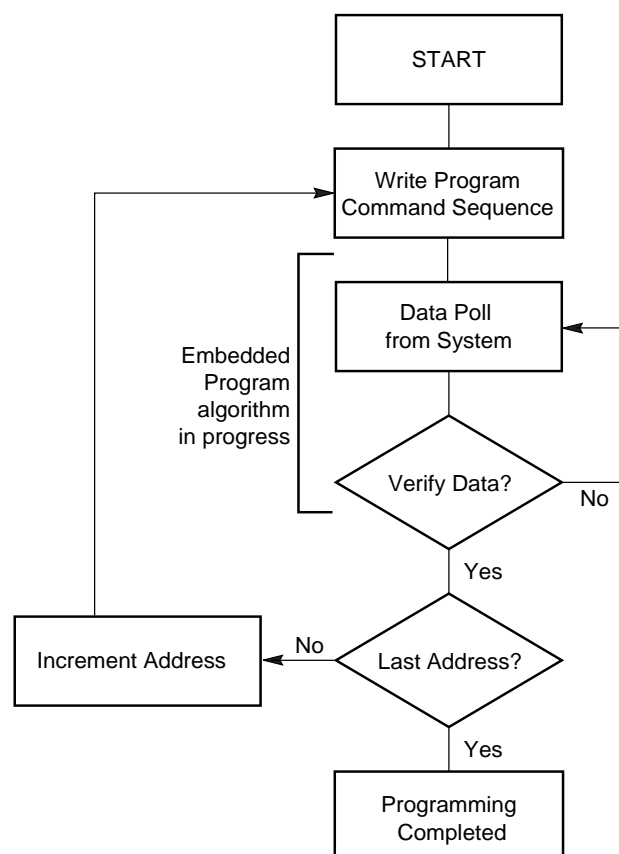 START
Write Program
Command Sequence
Data Poll
from System
Embedded
Program
algorithm
in progress
Verify Data?
No
Yes
Increment Address
No
Last Address?
Yes
Programming
Completed